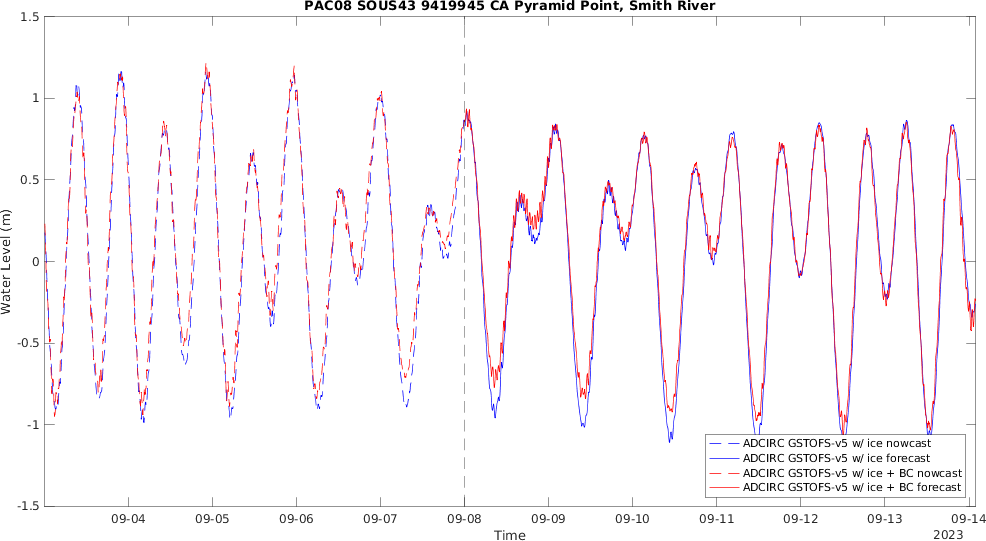 PAC08 SOUS43 9419945 CA Pyramid Point, Smith River
1.5
1
0.5
0
-0.5
-1
-1.5
Water Level (m)
09-04 09-05 09-06 09-07 09-08 09-09 09-10 09-11 09-12 09-13 09-14
Time
2023
ADCIRC GSTOFS-v5 w/ ice nowcast
ADCIRC GSTOFS-v5 w/ ice forecast
ADCIRC GSTOFS-v5 w/ ice + BC nowcast
ADCIRC GSTOFS-v5 w/ ice + BC forecast